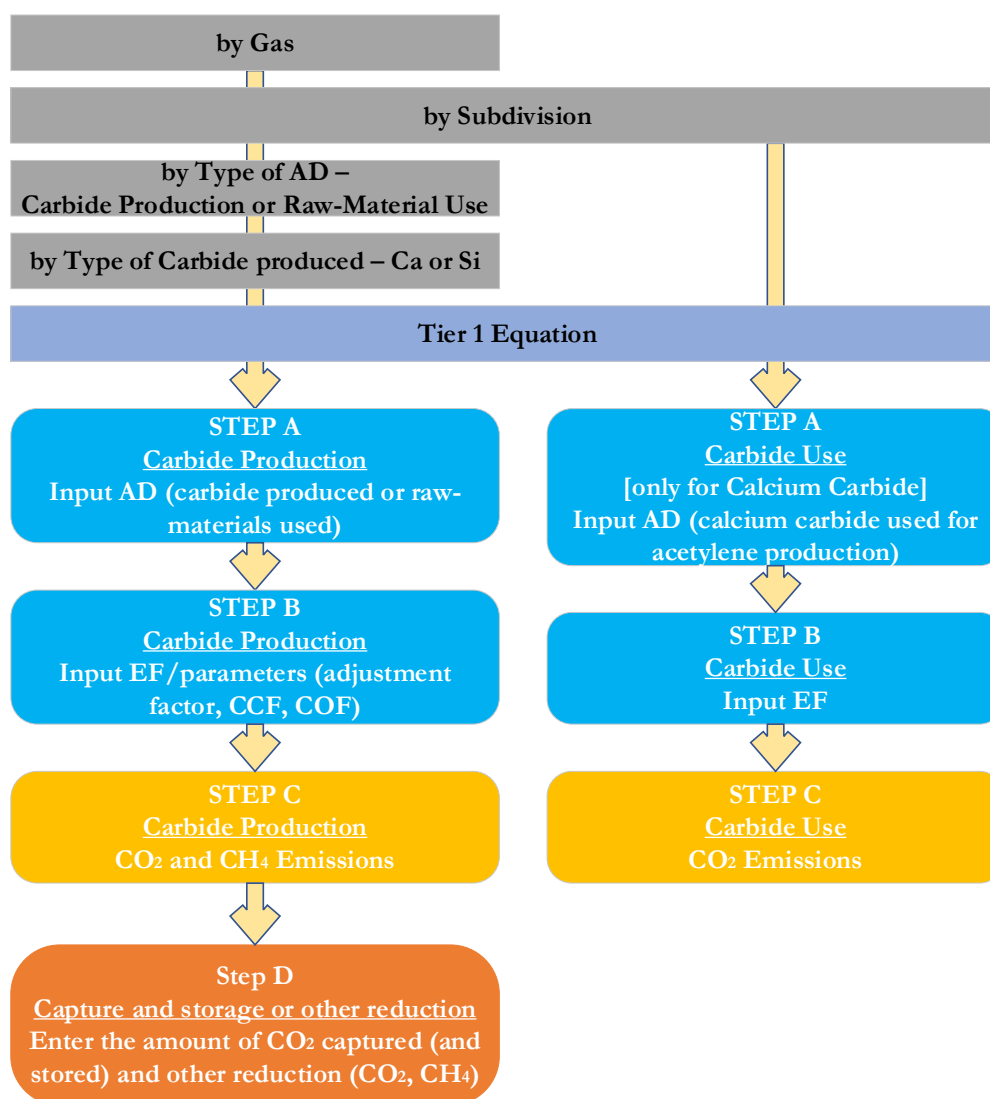 by Gas
by Subdivision
by Type of AD –
Carbide Production or Raw-Material Use
by Type of Carbide produced – Ca or Si
Tier 1 Equation
STEP A
Carbide Production
Input AD (carbide produced or raw-
materials used)
STEP A
Carbide Use
[only for Calcium Carbide]
Input AD (calcium carbide used for
acetylene production)
STEP B
Carbide Production
Input EF/parameters (adjustment
factor, CCF, COF)
STEP B
Carbide Use
Input EF
STEP C
Carbide Production
CO₂ and CH₄ Emissions
STEP C
Carbide Use
CO₂ Emissions
Step D
Capture and storage or other reduction
Enter the amount of CO₂ captured (and
stored) and other reduction (CO₂, CH₄)